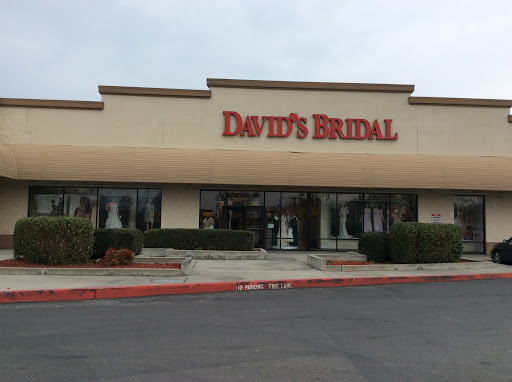 DAVID'S BRIDAL
NO PARKING FIRE LANE